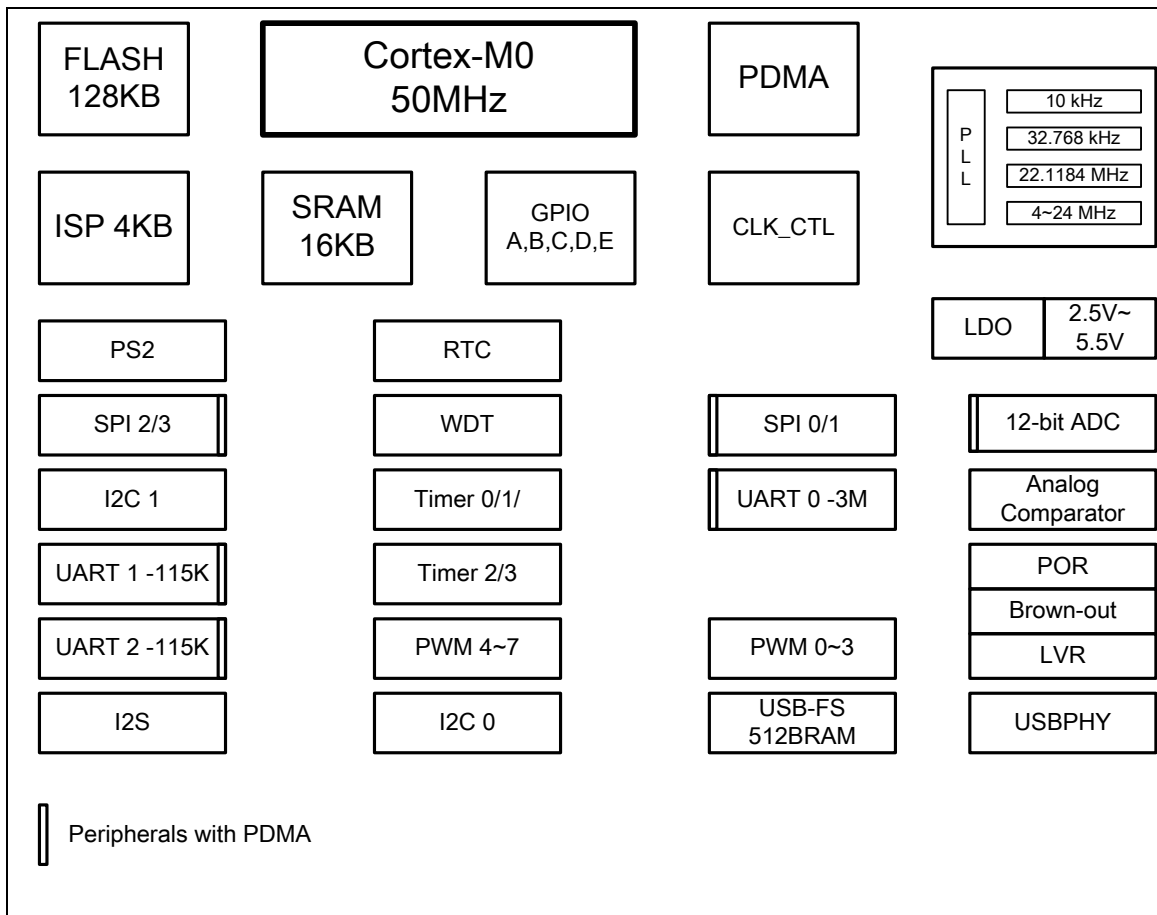 FLASH
128KB
Cortex-M0
50MHz
PDMA
P
L
L
10 kHz
32.768 kHz
22.1184 MHz
4~24 MHz
ISP 4KB
SRAM
16KB
GPIO
A,B,C,D,E
CLK_CTL
LDO
2.5V~
5.5V
PS2
RTC
SPI 2/3
WDT
SPI 0/1
12-bit ADC
I2C 1
Timer 0/1/
UART 0 -3M
Analog
Comparator
UART 1 -115K
Timer 2/3
POR
Brown-out
UART 2 -115K
PWM 4~7
PWM 0~3
LVR
I2S
I2C 0
USB-FS
512BRAM
USBPHY
Peripherals with PDMA